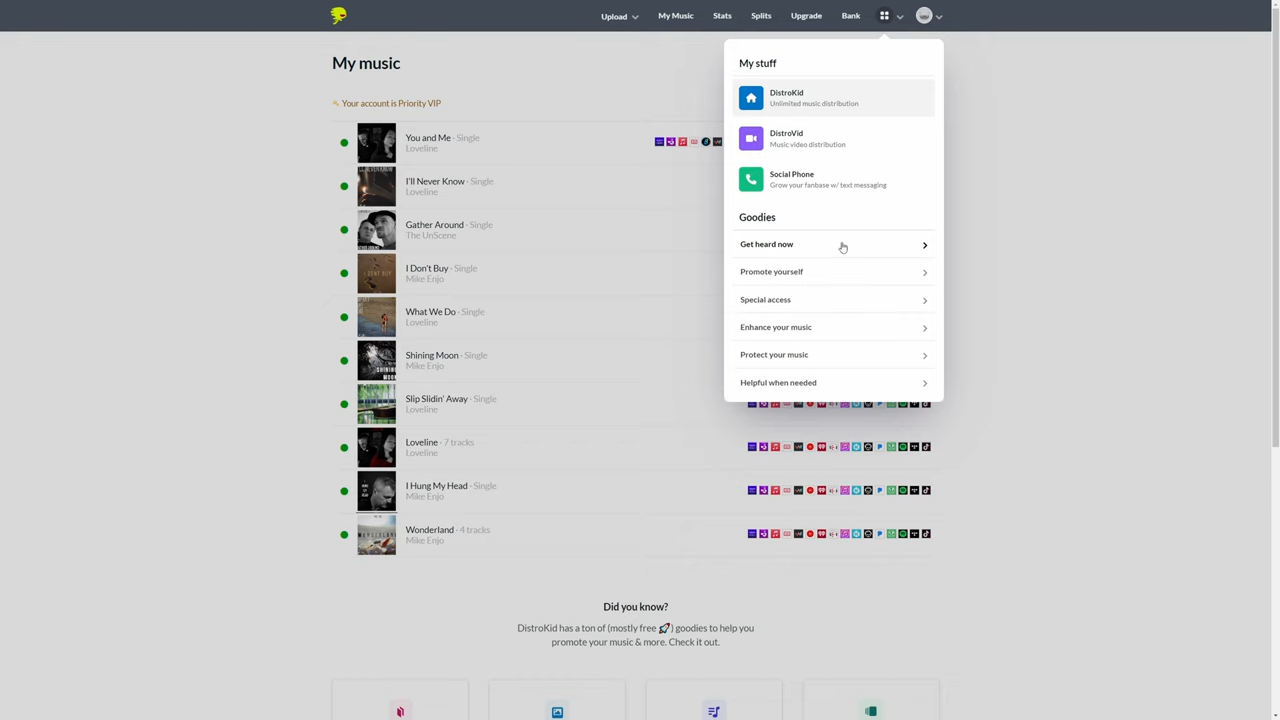 Upload
My Music
Stats
Splits
Upgrade
Bank
My music
Your account is Priority VIP
You and Me · Single
Loveline
I'll Never Know · Single
Loveline
Gather Around · Single
The UnScene
I Don't Buy · Single
Mike Enjo
What We Do · Single
Loveline
Shining Moon · Single
Mike Enjo
Slip Slidin' Away · Single
Loveline
Loveline · 7 tracks
Loveline
I Hung My Head · Single
Mike Enjo
Wonderland · 4 tracks
Mike Enjo
My stuff
DistroKid
Unlimited music distribution
DistroVid
Music video distribution
Social Phone
Grow your fanbase w/ text messaging
Goodies
Get heard now
Promote yourself
Special access
Enhance your music
Protect your music
Helpful when needed
Did you know?
DistroKid has a ton of (mostly free 🚀) goodies to help you
promote your music & more. Check it out.